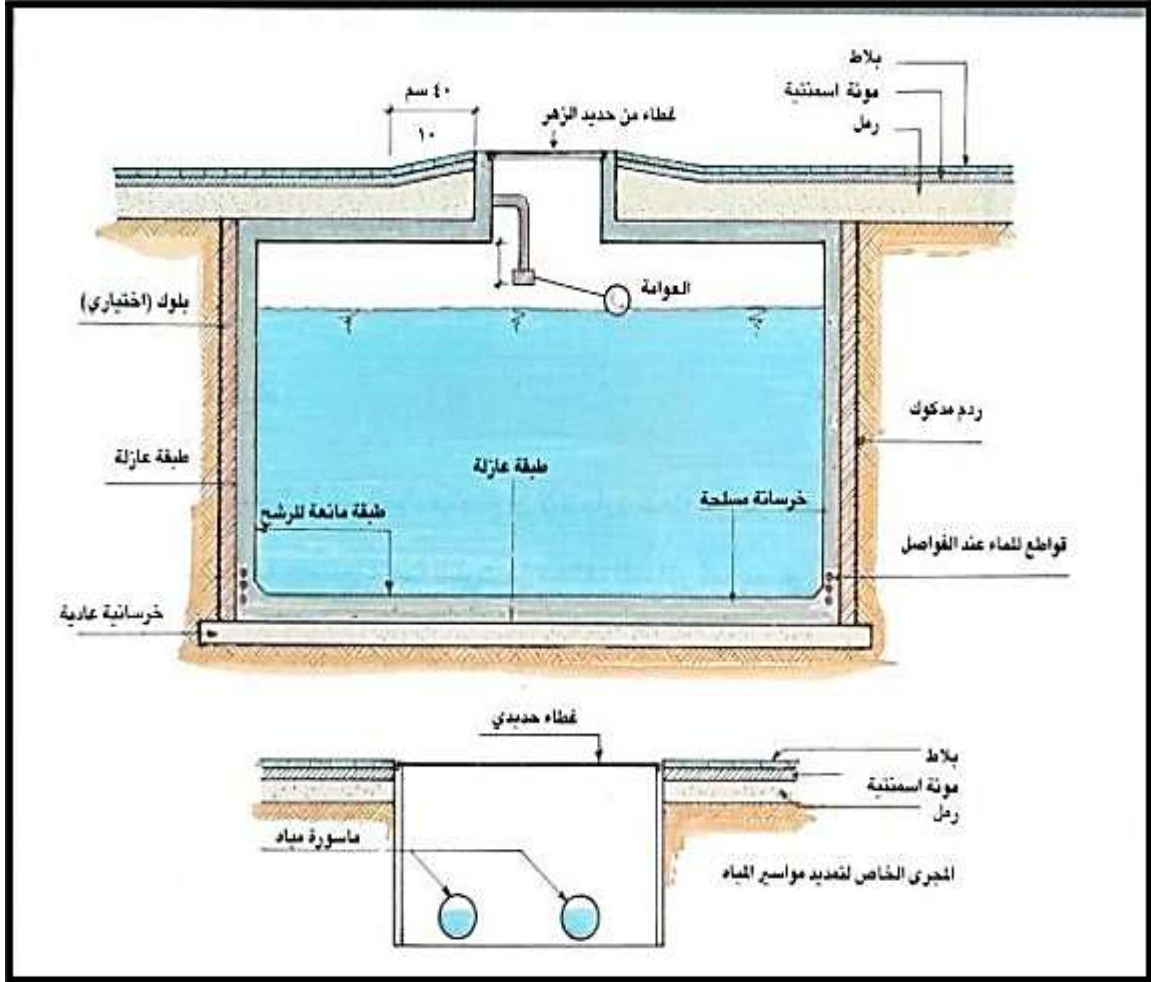 بلاط
مونة اسمنتية
رمل
٤٠ سم
١٠
غطاء من حديد الزهر
العوامة
بلوك (اختياري)
ردم مدكوك
طبقة عازلة
طبقة عازلة
خرسانة مسلحة
طبقة مانعة للرشح
قواطع للماء عند الفواصل
خرسانية عادية
غطاء حديدي
بلاط
مونة اسمنتية
رمل
ماسورة مياه
المجرى الخاص لتمديد مواسير المياه